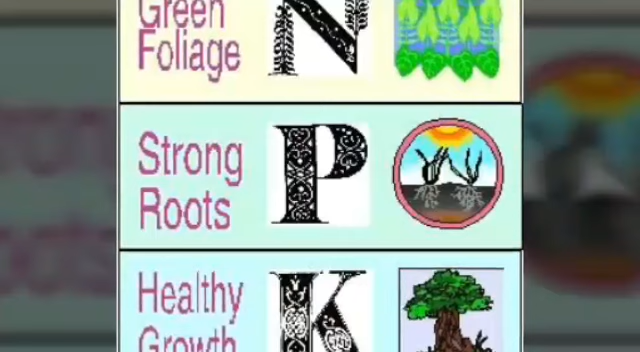 Green
Foliage
N
Strong
Roots
P
Healthy
Growth
K